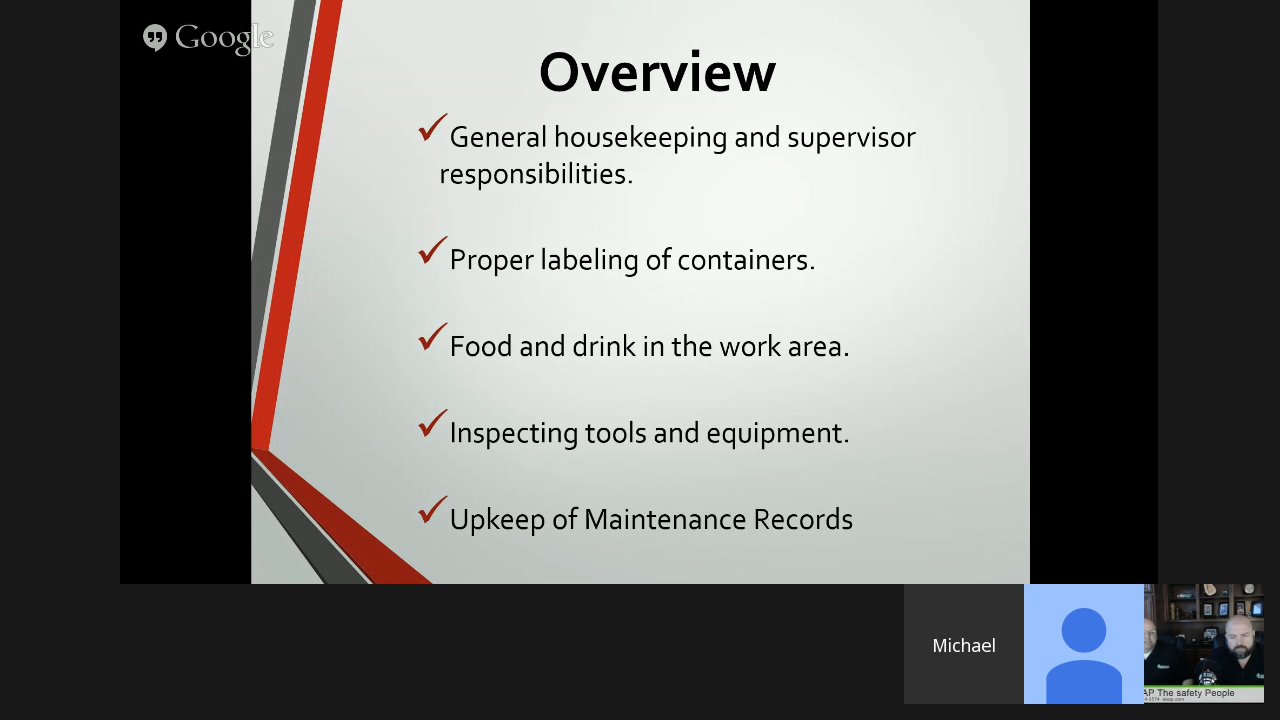 Google
Overview
General housekeeping and supervisor
responsibilities.
Proper labeling of containers.
Food and drink in the work area.
Inspecting tools and equipment.
Upkeep of Maintenance Records
Michael
AP The safety People